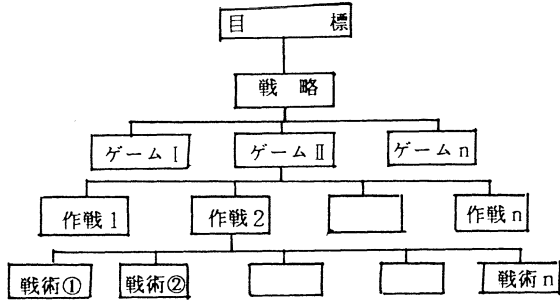 目 標
戦 略
ゲームⅠ ゲームⅡ ゲームn
作戦1 作戦2 作戦n
戦術① 戦術② 戦術n